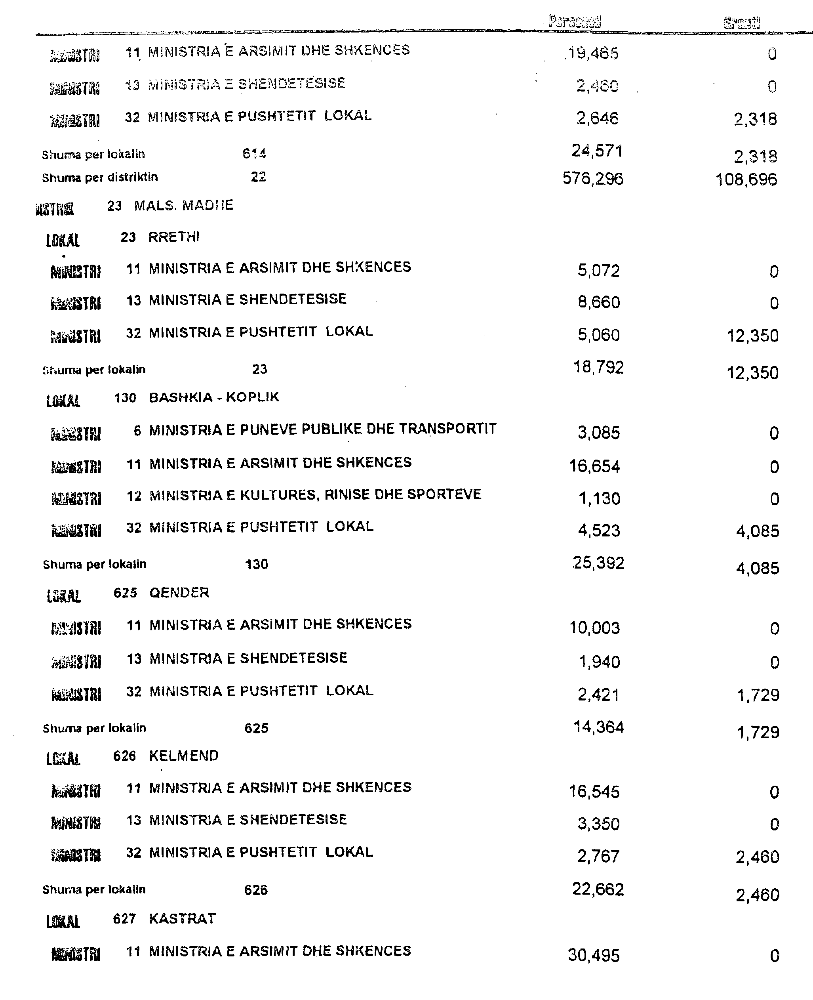 Personel Granti
MINISTRI 11 MINISTRIA E ARSIMIT DHE SHKENCES 19,465 0
MINISTRI 13 MINISTRIA E SHENDETESISE 2,460 0
MINISTRI 32 MINISTRIA E PUSHTETIT LOKAL 2,646 2,318
Shuma per lokalin 614 24,571 2,318
Shuma per distriktin 22 576,296 108,696
23 MALS. MADHE
LOKAL 23 RRETHI
MINISTRI 11 MINISTRIA E ARSIMIT DHE SHKENCES 5,072 0
MINISTRI 13 MINISTRIA E SHENDETESISE 8,660 0
MINISTRI 32 MINISTRIA E PUSHTETIT LOKAL 5,060 12,350
Shuma per lokalin 23 18,792 12,350
LOKAL 130 BASHKIA - KOPLIK
MINISTRI 6 MINISTRIA E PUNEVE PUBLIKE DHE TRANSPORTIT 3,085 0
MINISTRI 11 MINISTRIA E ARSIMIT DHE SHKENCES 16,654 0
MINISTRI 12 MINISTRIA E KULTURES, RINISE DHE SPORTEVE 1,130 0
MINISTRI 32 MINISTRIA E PUSHTETIT LOKAL 4,523 4,085
Shuma per lokalin 130 25,392 4,085
LOKAL 625 QENDER
MINISTRI 11 MINISTRIA E ARSIMIT DHE SHKENCES 10,003 0
MINISTRI 13 MINISTRIA E SHENDETESISE 1,940 0
MINISTRI 32 MINISTRIA E PUSHTETIT LOKAL 2,421 1,729
Shuma per lokalin 625 14,364 1,729
LOKAL 626 KELMEND
MINISTRI 11 MINISTRIA E ARSIMIT DHE SHKENCES 16,545 0
MINISTRI 13 MINISTRIA E SHENDETESISE 3,350 0
MINISTRI 32 MINISTRIA E PUSHTETIT LOKAL 2,767 2,460
Shuma per lokalin 626 22,662 2,460
LOKAL 627 KASTRAT
MINISTRI 11 MINISTRIA E ARSIMIT DHE SHKENCES 30,495 0